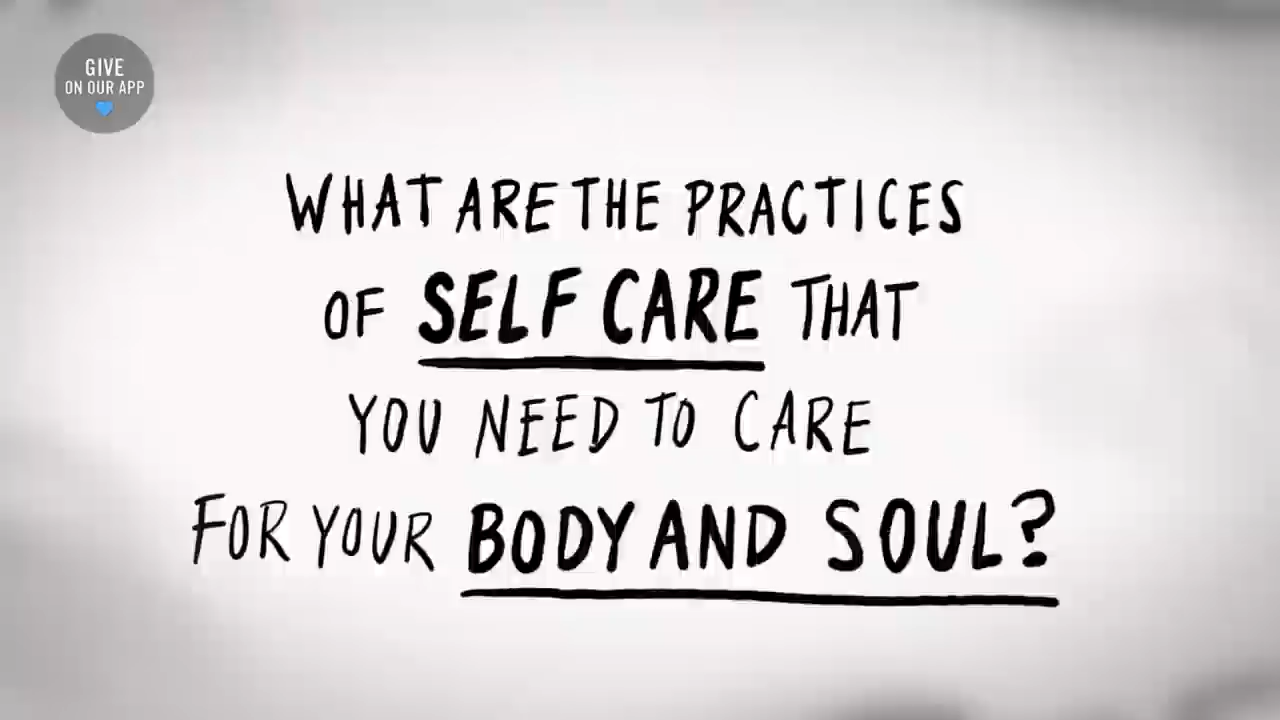 GIVE
ON OUR APP
WHAT ARE THE PRACTICES
OF SELF CARE THAT
YOU NEED TO CARE
FOR YOUR BODY AND SOUL?